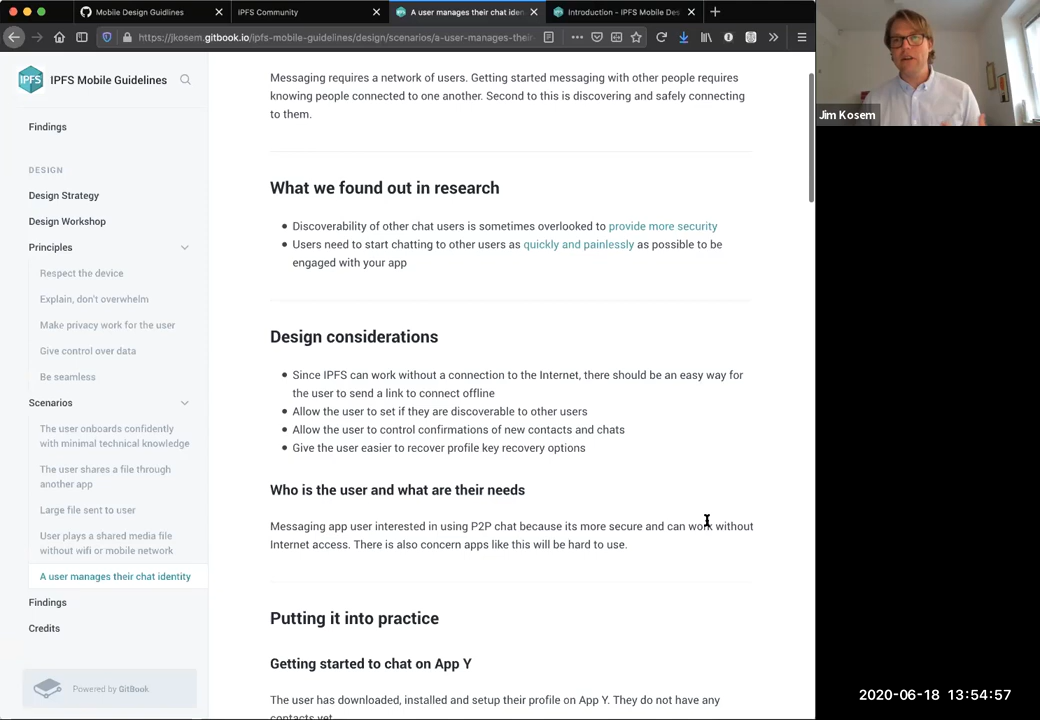 Mobile Design Guidlines
IPFS Community
A user manages their chat iden
Introduction - IPFS Mobile Des
https://jkosem.gitbook.io/ipfs-mobile-guidelines/design/scenarios/a-user-manages-their-
IPFS
IPFS Mobile Guidelines
Findings
DESIGN
Design Strategy
Design Workshop
Principles
Respect the device
Explain, don't overwhelm
Make privacy work for the user
Give control over data
Be seamless
Scenarios
The user onboards confidently
with minimal technical knowledge
The user shares a file through
another app
Large file sent to user
User plays a shared media file
without wifi or mobile network
A user manages their chat identity
Findings
Credits
Powered by GitBook
Messaging requires a network of users. Getting started messaging with other people requires
knowing people connected to one another. Second to this is discovering and safely connecting
to them.
What we found out in research
Discoverability of other chat users is sometimes overlooked to provide more security
Users need to start chatting to other users as quickly and painlessly as possible to be
engaged with your app
Design considerations
Since IPFS can work without a connection to the Internet, there should be an easy way for
the user to send a link to connect offline
Allow the user to set if they are discoverable to other users
Allow the user to control confirmations of new contacts and chats
Give the user easier to recover profile key recovery options
Who is the user and what are their needs
Messaging app user interested in using P2P chat because its more secure and can work without
Internet access. There is also concern apps like this will be hard to use.
Putting it into practice
Getting started to chat on App Y
The user has downloaded, installed and setup their profile on App Y. They do not have any
contacts yet
Jim Kosem
2020-06-18 13:54:57